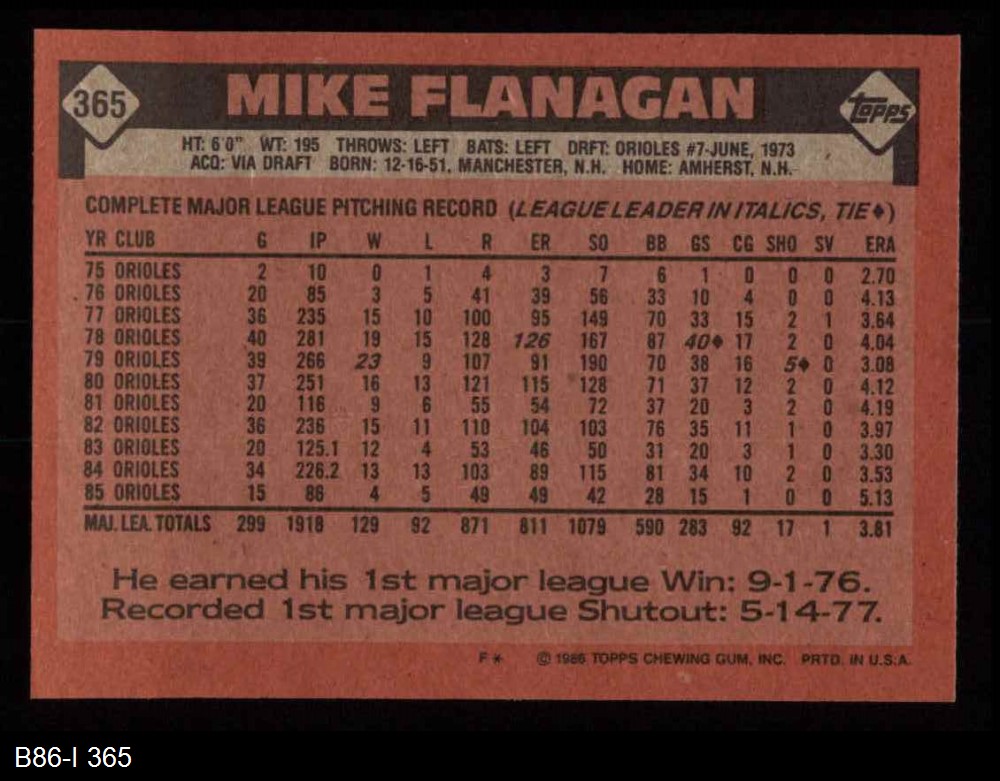 365
MIKE FLANAGAN
Topps
HT: 6'0" WT: 195 THROWS: LEFT BATS: LEFT DRFT: ORIOLES #7-JUNE, 1973
ACQ: VIA DRAFT BORN: 12-16-51, MANCHESTER, N.H. HOME: AMHERST, N.H.
COMPLETE MAJOR LEAGUE PITCHING RECORD (LEAGUE LEADER IN ITALICS, TIE♦)
YR CLUB G IP W L R ER SO BB GS CG SHO SV ERA
75 ORIOLES 2 10 0 1 4 3 7 6 1 0 0 0 2.70
76 ORIOLES 20 85 3 5 41 39 56 33 10 4 0 0 4.13
77 ORIOLES 36 235 15 10 100 95 149 70 33 15 2 1 3.64
78 ORIOLES 40 281 19 15 128 126 167 87 40♦ 17 2 0 4.04
79 ORIOLES 39 266 23 9 107 91 190 70 38 16 5♦ 0 3.08
80 ORIOLES 37 251 16 13 121 115 128 71 37 12 2 0 4.12
81 ORIOLES 20 116 9 6 55 54 72 37 20 3 2 0 4.19
82 ORIOLES 36 236 15 11 110 104 103 76 35 11 1 0 3.97
83 ORIOLES 20 125.1 12 4 53 46 50 31 20 3 1 0 3.30
84 ORIOLES 34 226.2 13 13 103 89 115 81 34 10 2 0 3.53
85 ORIOLES 15 86 4 5 49 49 42 28 15 1 0 0 5.13
MAJ. LEA. TOTALS 299 1918 129 92 871 811 1079 590 283 92 17 1 3.81
He earned his 1st major league Win: 9-1-76.
Recorded 1st major league Shutout: 5-14-77.
F * © 1986 TOPPS CHEWING GUM, INC. PRTD. IN U.S.A.
B86-I 365